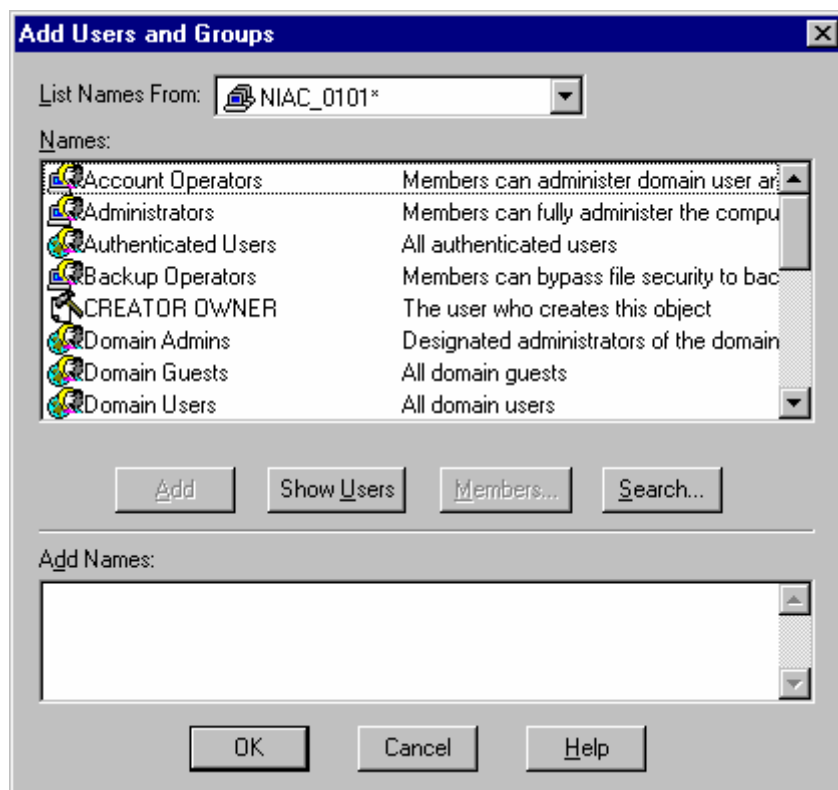 Add Users and Groups
List Names From: NIAC_0101*
Names:
Account Operators Members can administer domain user ar
Administrators Members can fully administer the compu
Authenticated Users All authenticated users
Backup Operators Members can bypass file security to bac
CREATOR OWNER The user who creates this object
Domain Admins Designated administrators of the domain
Domain Guests All domain guests
Domain Users All domain users
Add Show Users Members... Search...
Add Names:
OK Cancel Help